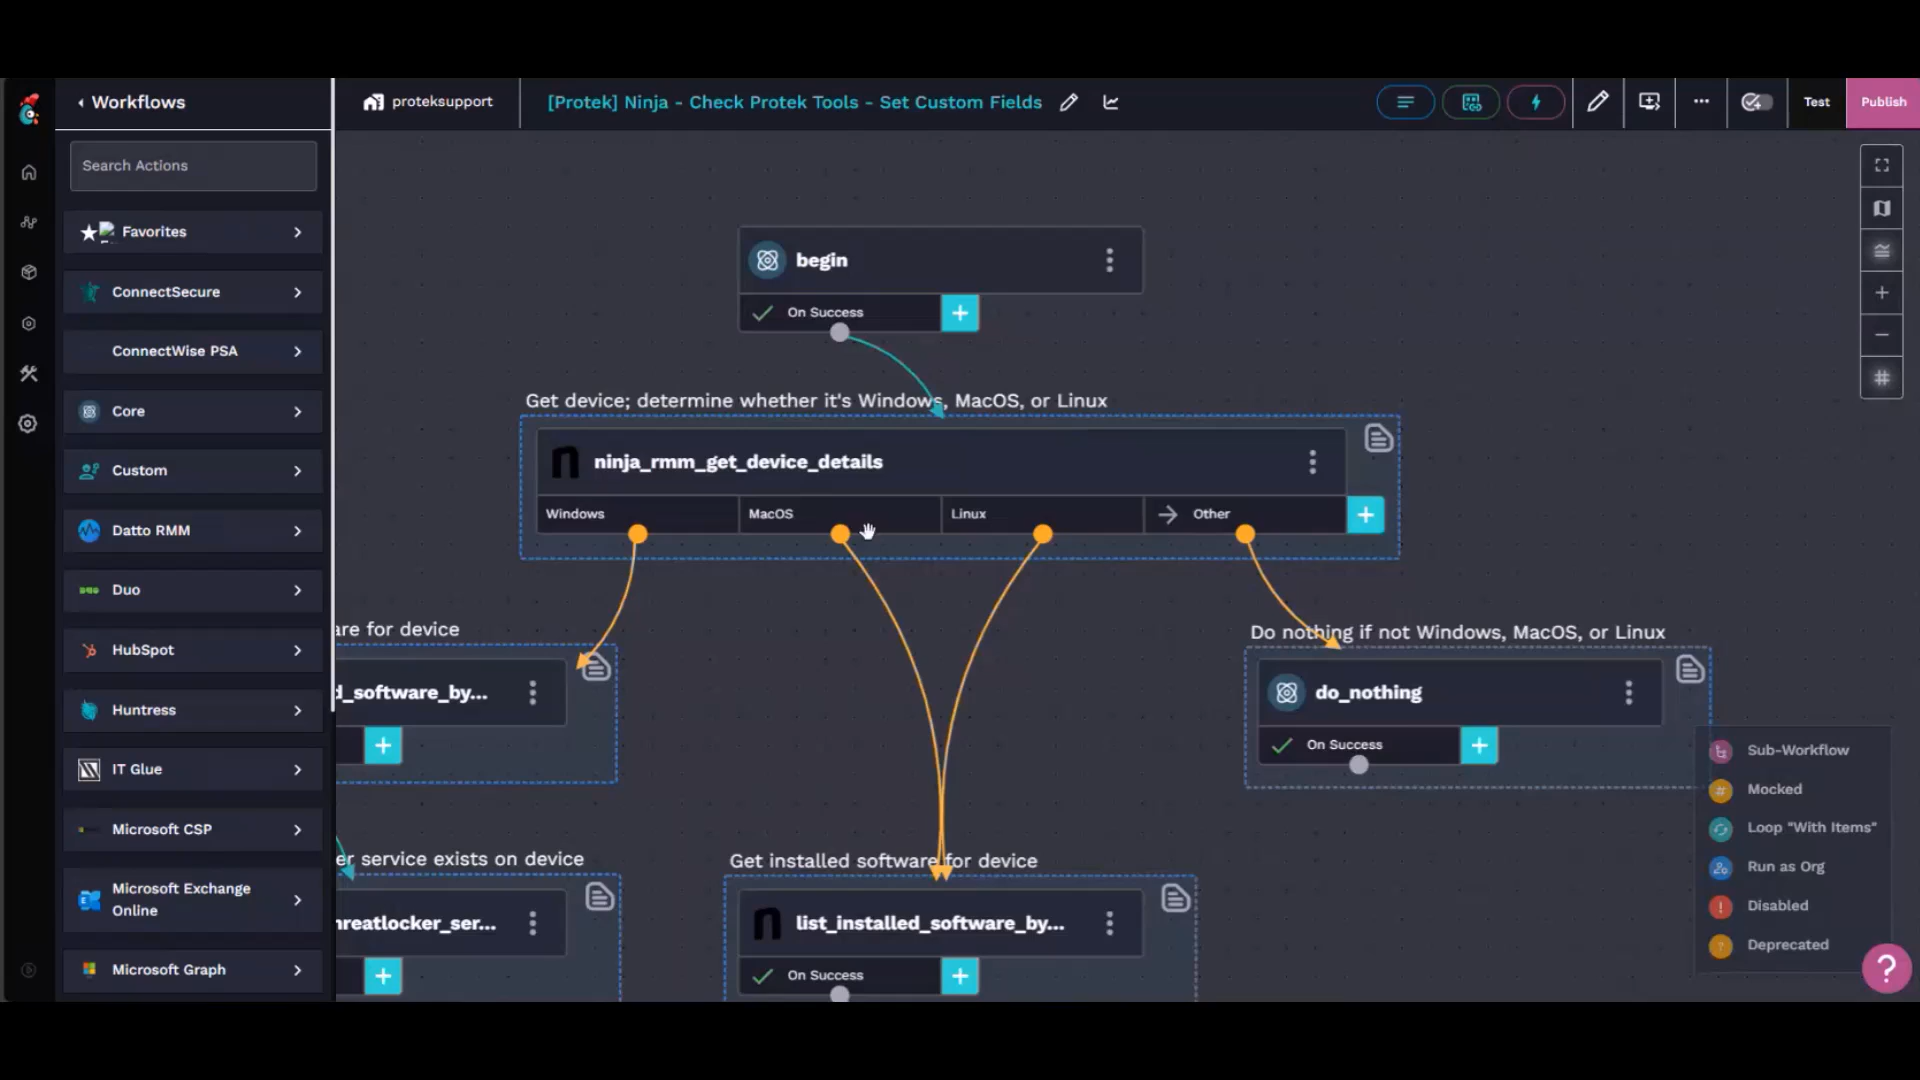 Workflows
proteksupport
[Protek] Ninja - Check Protek Tools - Set Custom Fields
Test
Publish
Search Actions
Favorites
ConnectSecure
ConnectWise PSA
Core
Custom
Datto RMM
Duo
HubSpot
Huntress
IT Glue
Microsoft CSP
Microsoft Exchange
Online
Microsoft Graph
begin
On Success
Get device; determine whether it's Windows, MacOS, or Linux
ninja_rmm_get_device_details
Windows
MacOS
Linux
Other
are for device
d_software_by...
Do nothing if not Windows, MacOS, or Linux
do_nothing
On Success
er service exists on device
hreatlocker_ser...
Get installed software for device
list_installed_software_by...
On Success
Sub-Workflow
Mocked
Loop "With Items"
Run as Org
Disabled
Deprecated